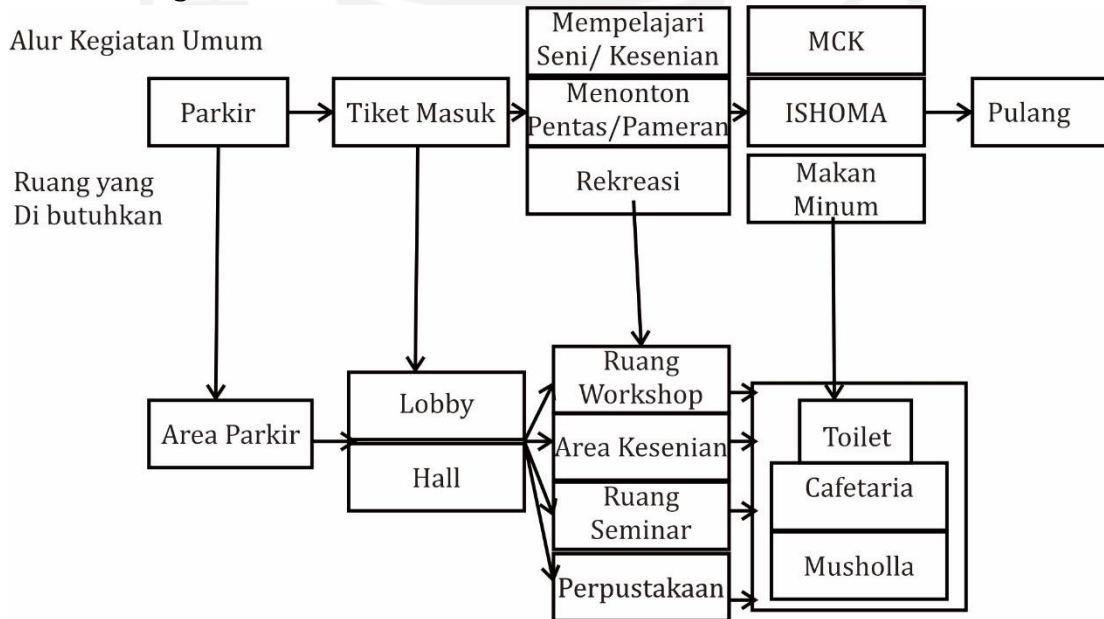 Alur Kegiatan Umum
Parkir
Tiket Masuk
Mempelajari
Seni/ Kesenian
Menonton
Pentas/Pameran
Rekreasi
MCK
ISHOMA
Makan
Minum
Pulang
Ruang yang
Di butuhkan
Area Parkir
Lobby
Hall
Ruang
Workshop
Area Kesenian
Ruang
Seminar
Perpustakaan
Toilet
Cafetaria
Musholla